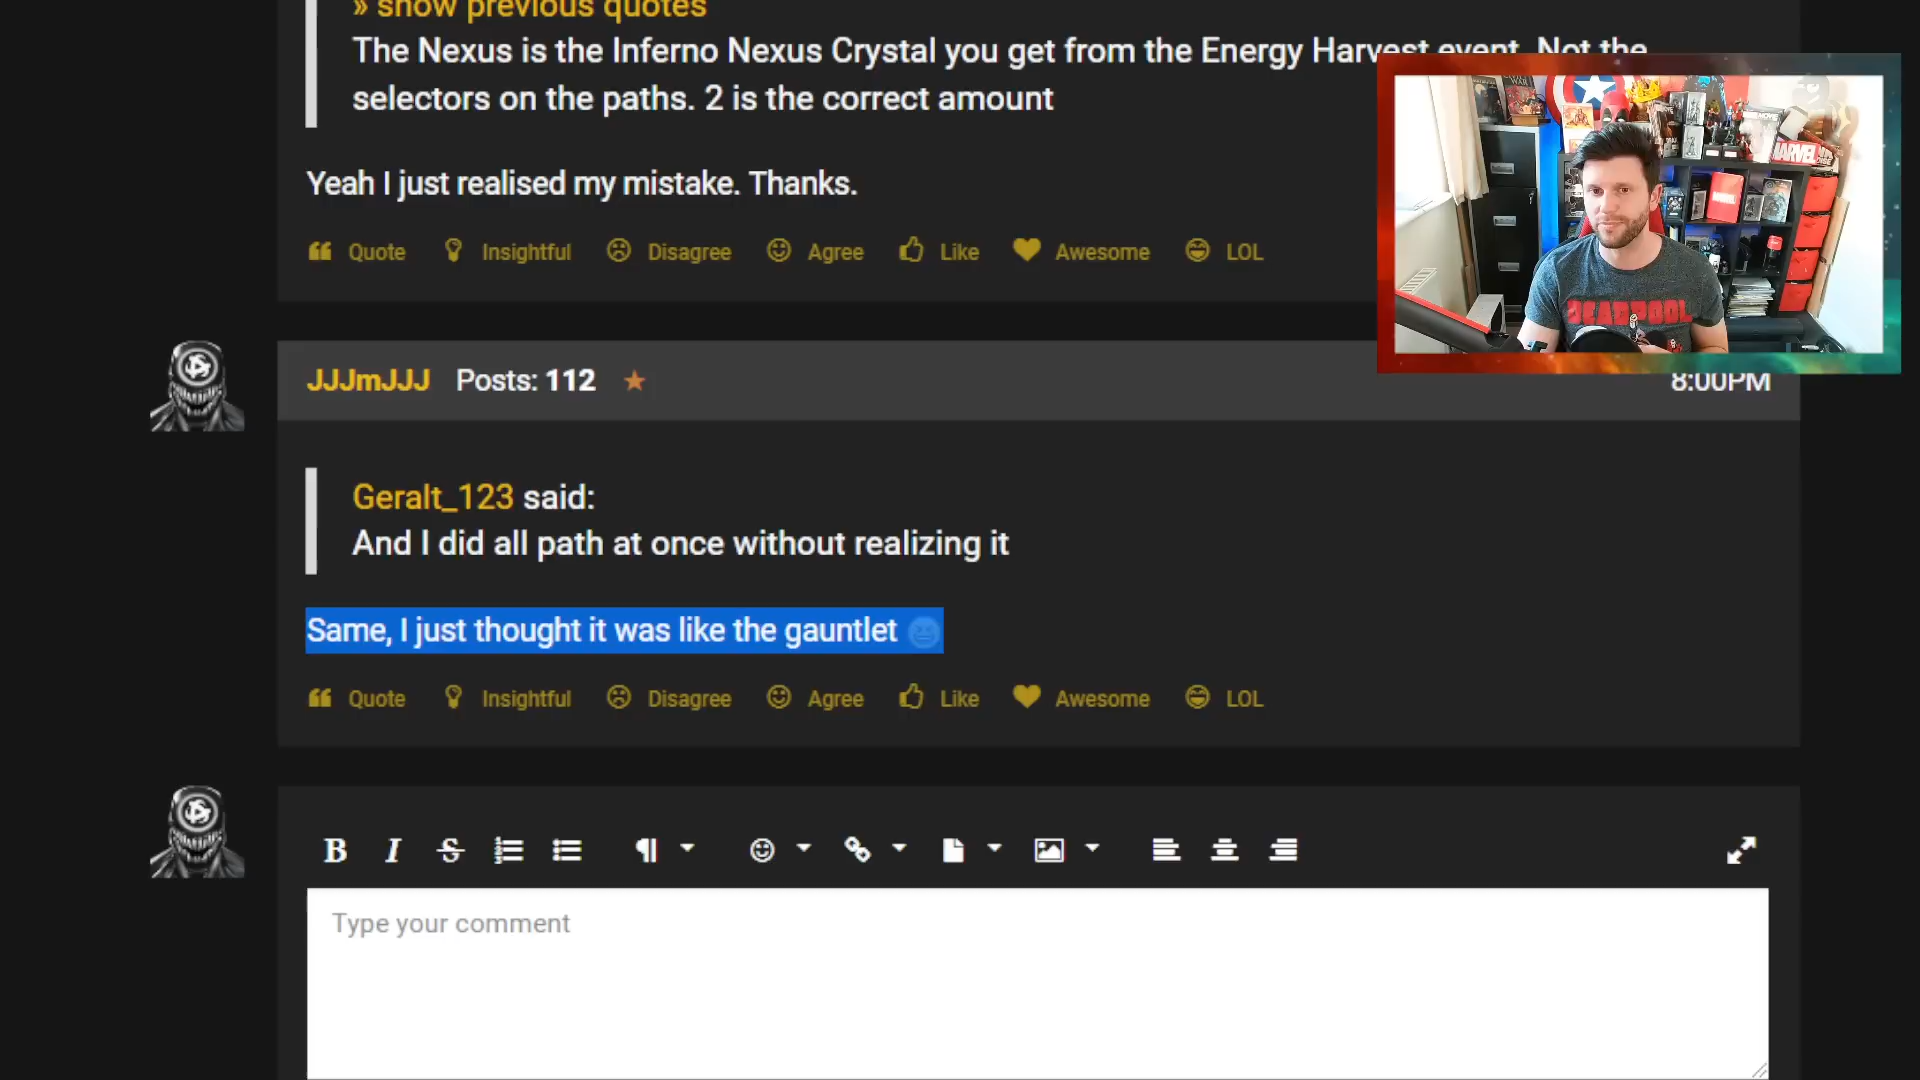 » show previous quotes
The Nexus is the Inferno Nexus Crystal you get from the Energy Harvest event. Not the
selectors on the paths. 2 is the correct amount
Yeah I just realised my mistake. Thanks.
Quote Insightful Disagree Agree Like Awesome LOL
MARVEL
DEADPOOL
JJJmJJJ Posts: 112 8:00PM
Geralt_123 said:
And I did all path at once without realizing it
Same, I just thought it was like the gauntlet
Quote Insightful Disagree Agree Like Awesome LOL
B I S
Type your comment